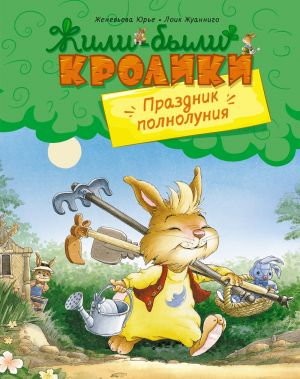 Женевьева Юрье • Лоик Жуанниго
Жили-были
КРОЛИКИ
Праздник
полнолуния